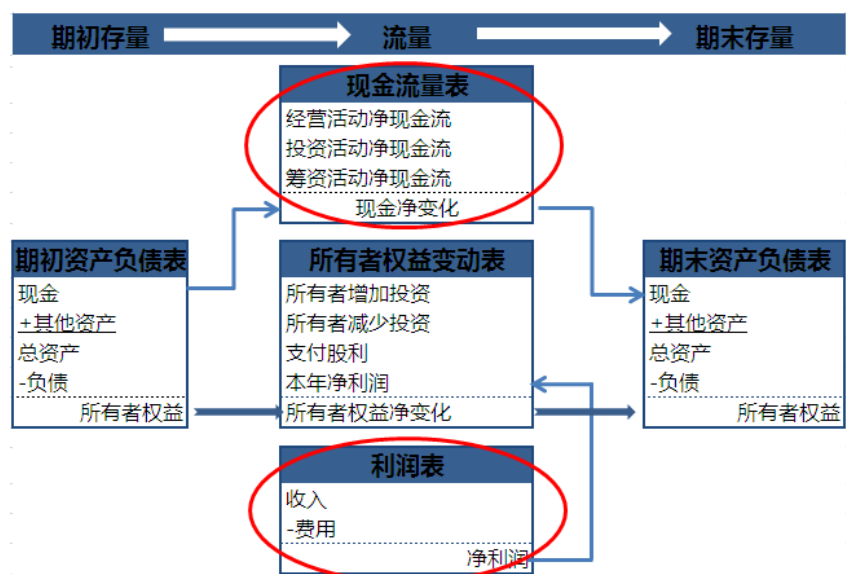 期初存量
流量
期末存量
现金流量表
经营活动净现金流
投资活动净现金流
筹资活动净现金流
现金净变化
期初资产负债表
现金
+其他资产
总资产
-负债
所有者权益
所有者权益变动表
所有者增加投资
所有者减少投资
支付股利
本年净利润
所有者权益净变化
期末资产负债表
现金
+其他资产
总资产
-负债
所有者权益
利润表
收入
-费用
净利润